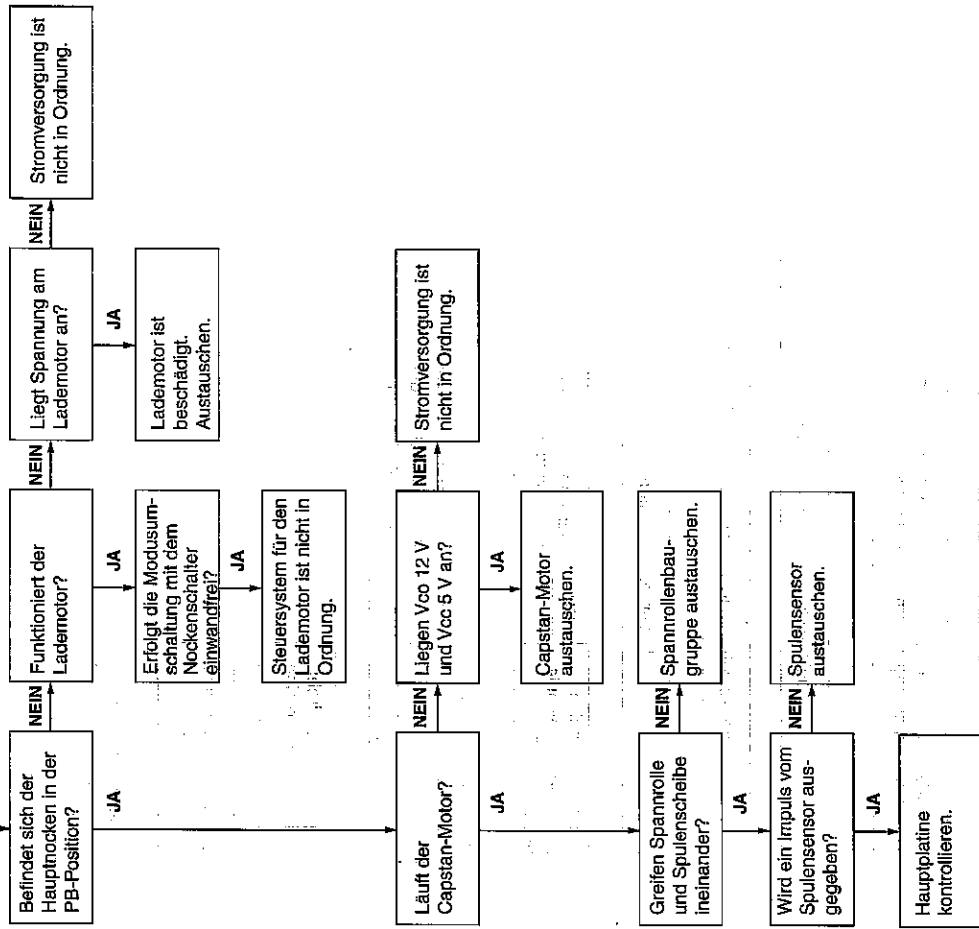 Befindet sich der
Hauptnocken in der
PB-Position?
NEIN
Funktioniert der
Lademotor?
NEIN
Liegt Spannung am
Lademotor an?
NEIN
Stromversorgung ist
nicht in Ordnung.
JA
Lademotor ist
beschädigt.
Austauschen.
JA
Erfolgt die Modusum-
schaltung mit dem
Nockenschalter
einwandfrei?
JA
Steuersystem für den
Lademotor ist nicht in
Ordnung.
JA
Läuft der
Capstan-Motor?
NEIN
Liegen Vco 12 V
und Vcc 5 V an?
NEIN
Stromversorgung ist
nicht in Ordnung.
JA
Capstan-Motor
austauschen.
JA
Greifen Spannrolle
und Spulenscheibe
ineinander?
NEIN
Spannrollenbau-
gruppe austauschen.
JA
Wird ein Impuls vom
Spulensensor aus-
gegeben?
NEIN
Spulensensor
austauschen.
JA
Hauptplatine
kontrollieren.